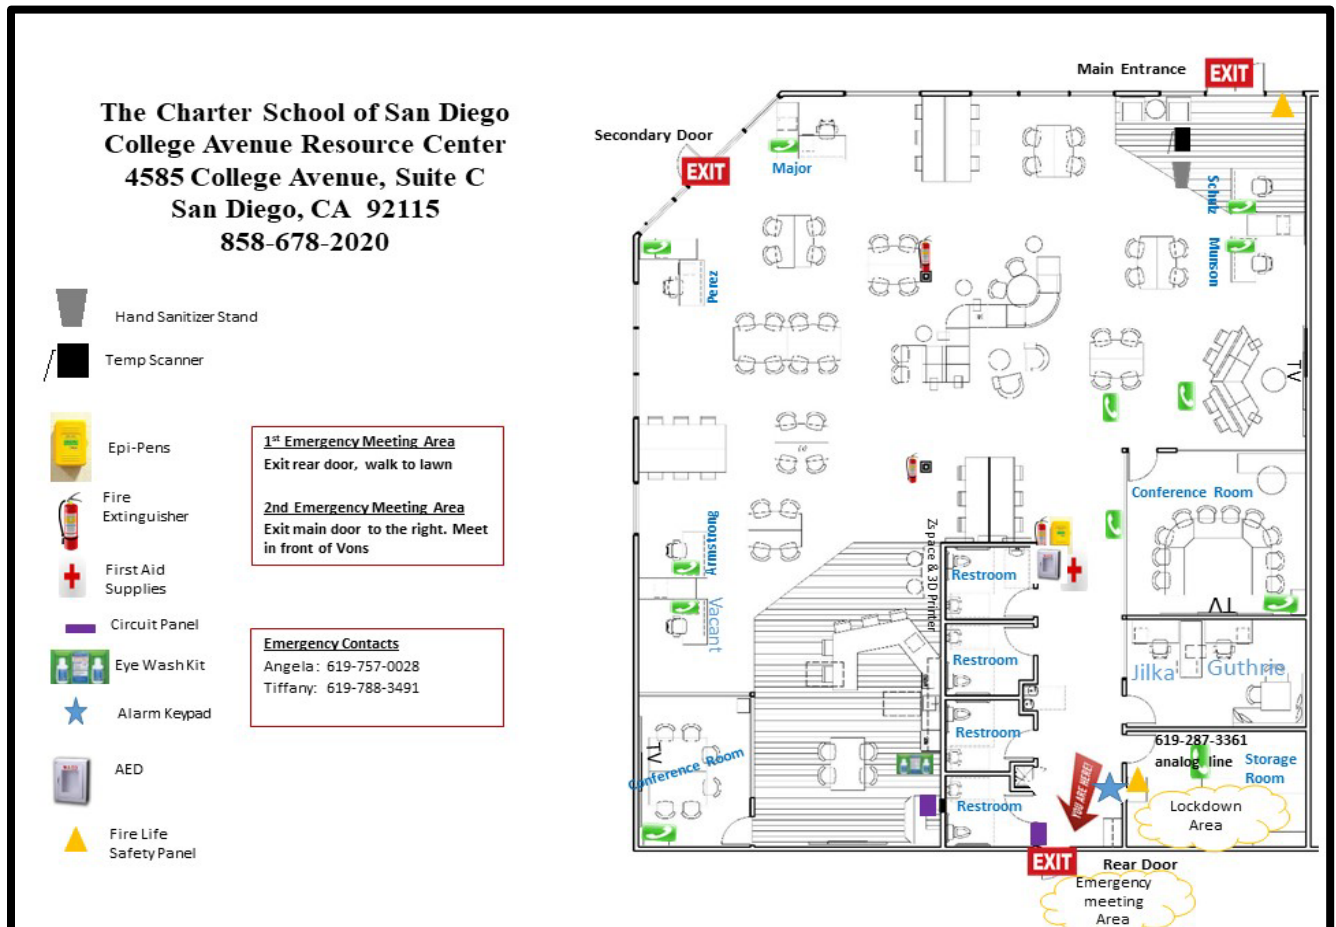 The Charter School of San Diego
College Avenue Resource Center
4585 College Avenue, Suite C
San Diego, CA  92115
858-678-2020
Hand Sanitizer Stand
Temp Scanner
Epi-Pens
Fire
Extinguisher
First Aid
Supplies
Circuit Panel
Eye Wash Kit
Alarm Keypad
AED
Fire Life
Safety Panel
1st Emergency Meeting Area
Exit rear door,  walk to lawn
2nd Emergency Meeting Area
Exit main door to the right. Meet
in front of Vons
Emergency Contacts
Angela:  619-757-0028
Tiffany:  619-788-3491
Main Entrance
EXIT
Secondary Door
EXIT
Major
Schulz
Munson
Perez
TV
Conference Room
TV
Armstrong
Vacant
Zspace & 3D Printer
Restroom
Restroom
Restroom
Restroom
Jilka
Guthrie
Conference Room
TV
619-287-3361
analog line
Storage
Room
YOU ARE HERE!
Lockdown
Area
EXIT
Rear Door
Emergency
meeting
Area